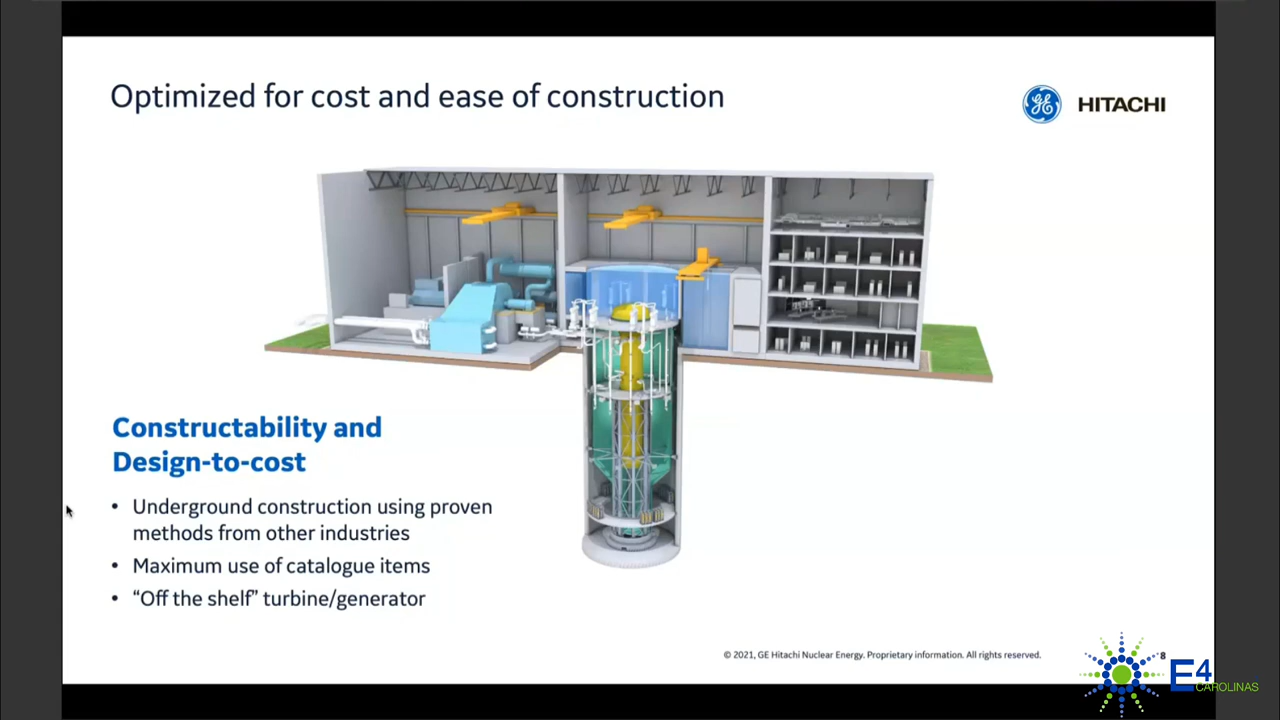 Optimized for cost and ease of construction
GE HITACHI
Constructability and
Design-to-cost
• Underground construction using proven
methods from other industries
• Maximum use of catalogue items
• “Off the shelf” turbine/generator
© 2021, GE Hitachi Nuclear Energy. Proprietary information. All rights reserved.
8
E4
CAROLINAS